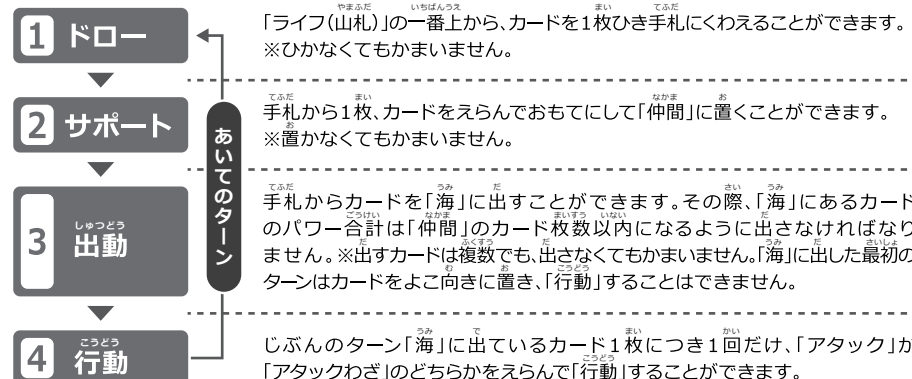 1 ドロー
「ライフ(山札)」の一番上から、カードを1枚ひき手札にくわえることができます。
※ひかなくてもかまいません。
2 サポート
手札から1枚、カードをえらんでおもてにして「仲間」に置くことができます。
※置かなくてもかまいません。
3 出動
手札からカードを「海」に出すことができます。その際、「海」にあるカード
のパワー合計は「仲間」のカード枚数以内になるように出さなければなり
ません。※出すカードは複数でも、出さなくてもかまいません。「海」に出した最初の
ターンはカードをよこ向きに置き、「行動」することはできません。
4 行動
じぶんのターン「海」に出ているカード1枚につき1回だけ、「アタック」か
「アタックわざ」のどちらかをえらんで「行動」することができます。
あいてのターン